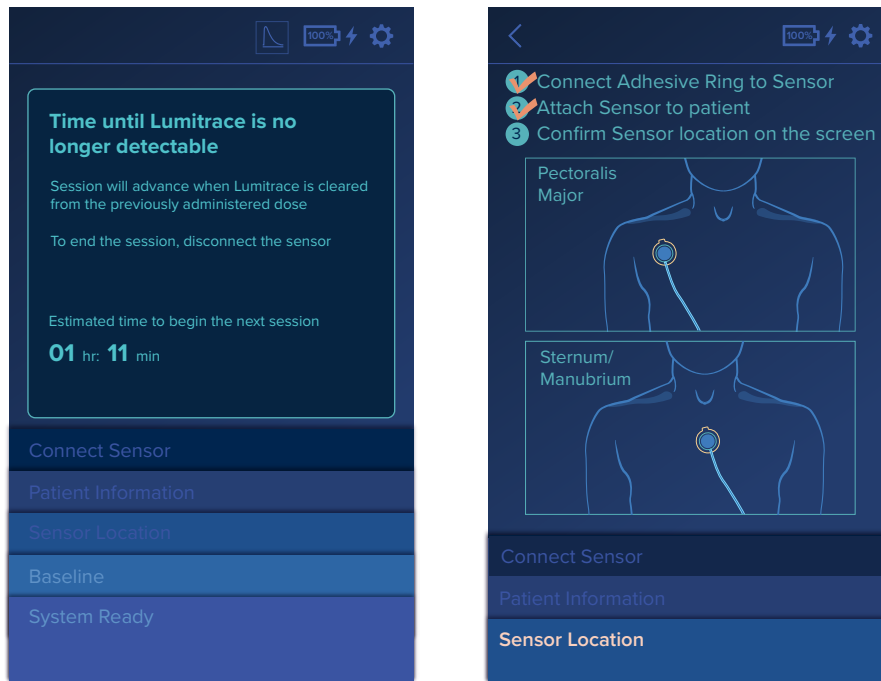 100%
Time until Lumitrace is no
longer detectable
Session will advance when Lumitrace is cleared
from the previously administered dose
To end the session, disconnect the sensor
Estimated time to begin the next session
01 hr: 11 min
Connect Sensor
Patient Information
Sensor Location
Baseline
System Ready
100%
1 Connect Adhesive Ring to Sensor
2 Attach Sensor to patient
3 Confirm Sensor location on the screen
Pectoralis
Major
Sternum/
Manubrium
Connect Sensor
Patient Information
Sensor Location